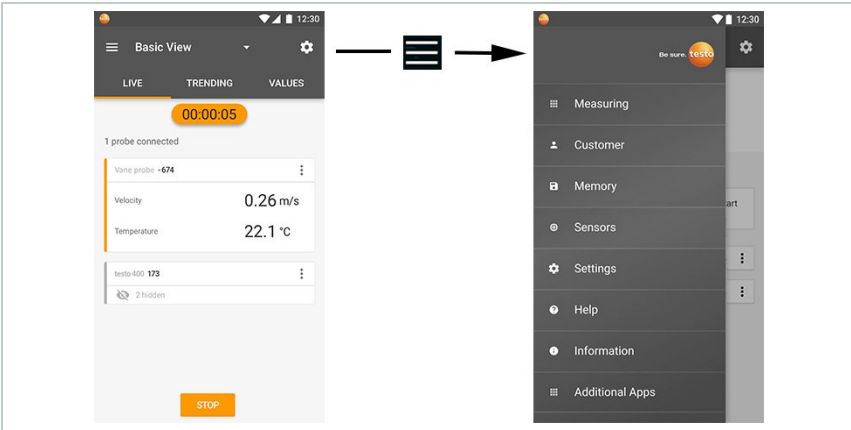 12:30
Basic View
LIVE TRENDING VALUES
00:00:05
1 probe connected
Vane probe -674
Velocity 0.26 m/s
Temperature 22.1 °C
testo 400 173
2 hidden
STOP
12:30
Be sure. testo
Measuring
Customer
Memory
Sensors
Settings
Help
Information
Additional Apps
art